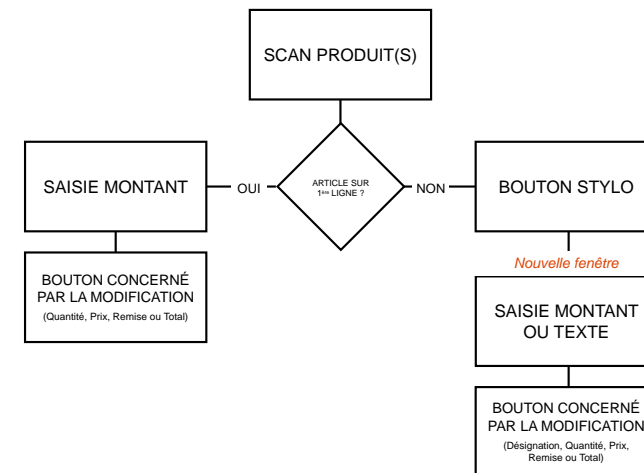 SCAN PRODUIT(S)
ARTICLE SUR
1ère LIGNE ?
OUI
NON
SAISIE MONTANT
BOUTON CONCERNÉ
PAR LA MODIFICATION
(Quantité, Prix, Remise ou Total)
BOUTON STYLO
Nouvelle fenêtre
SAISIE MONTANT
OU TEXTE
BOUTON CONCERNÉ
PAR LA MODIFICATION
(Désignation, Quantité, Prix,
Remise ou Total)